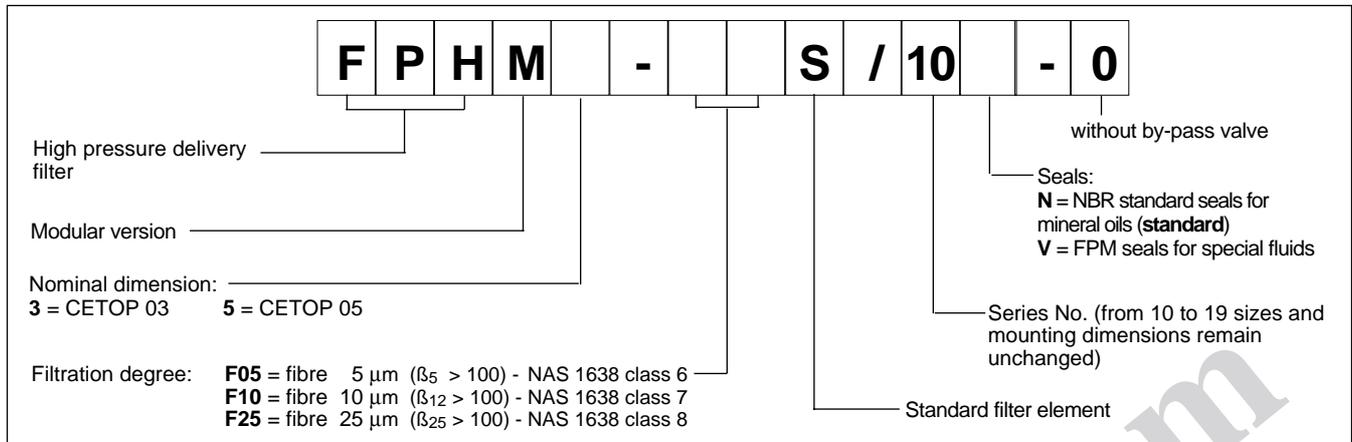 F P H M - S / 10 - 0
High pressure delivery
filter
Modular version
Nominal dimension:
3 = CETOP 03 5 = CETOP 05
Filtration degree: F05 = fibre 5 µm (ß5 > 100) - NAS 1638 class 6
F10 = fibre 10 µm (ß12 > 100) - NAS 1638 class 7
F25 = fibre 25 µm (ß25 > 100) - NAS 1638 class 8
without by-pass valve
Seals:
N = NBR standard seals for
mineral oils (standard)
V = FPM seals for special fluids
Series No. (from 10 to 19 sizes and
mounting dimensions remain
unchanged)
Standard filter element
m